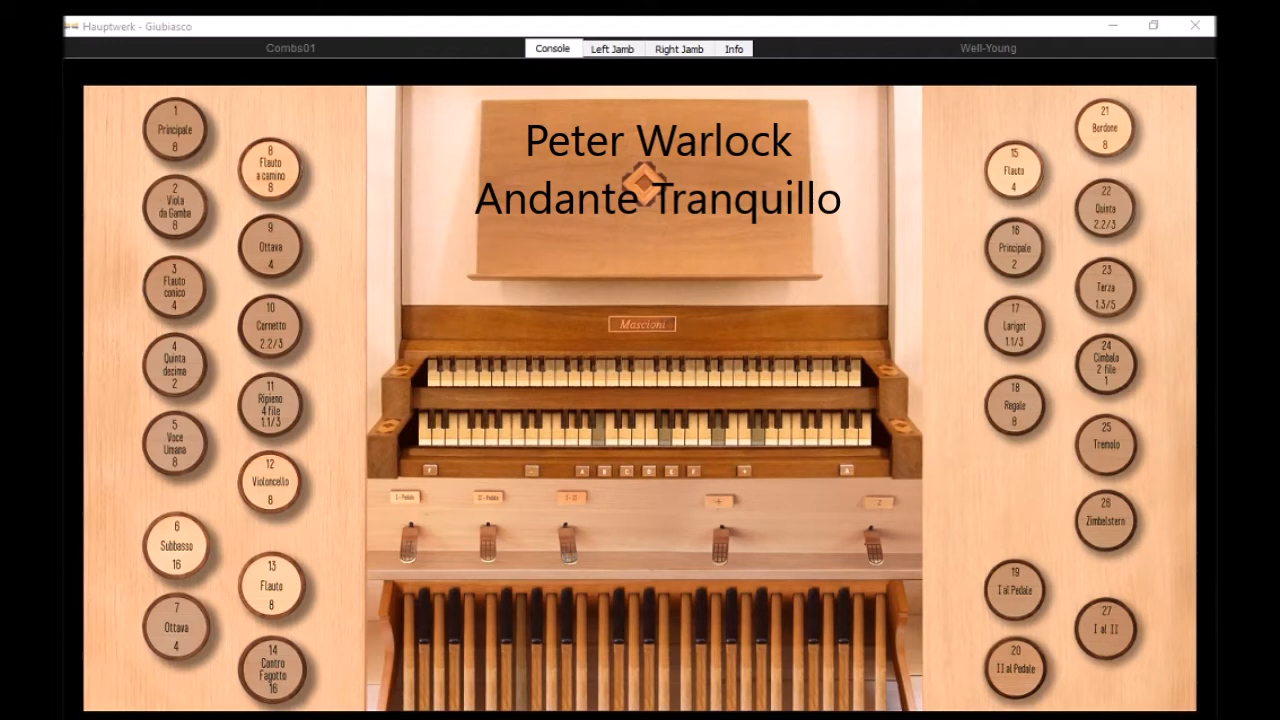 Hauptwerk - Giubiasco
Combs01
Console
Left Jamb
Right Jamb
Info
Well-Young
Peter Warlock
Andante Tranquillo
1
Principale
8
2
Viola
da Gamba
8
3
Flauto
conico
4
4
Quinta
decima
2
5
Voce
Umana
8
6
Subbasso
16
7
Ottava
4
8
Flauto
a camino
8
9
Ottava
4
10
Cornetto
2.2/3
11
Ripieno
4 file
1.1/3
12
Violoncello
8
13
Flauto
8
14
Contro
Fagotto
16
Mascioni
I - Pedale
II - Pedale
I - II
15
Flauto
4
16
Principale
2
17
Larigot
1.1/3
18
Regale
8
19
I al Pedale
20
II al Pedale
21
Bordone
8
22
Quinta
2.2/3
23
Terza
1.3/5
24
Cimbalo
2 file
1
25
Tremolo
26
Zimbelstern
27
I al II